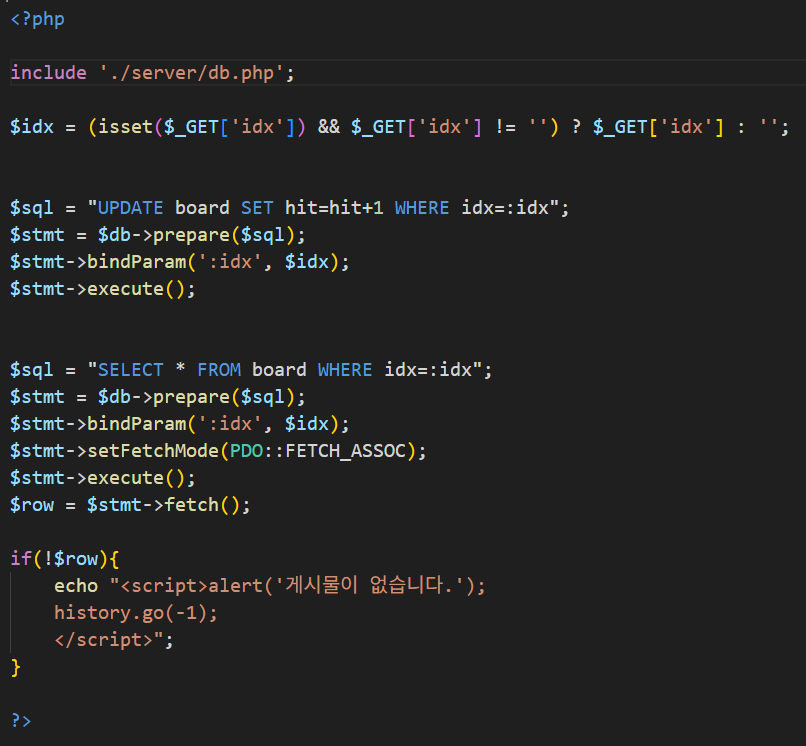 <?php
include './server/db.php';
$idx = (isset($_GET['idx']) && $_GET['idx'] != '') ? $_GET['idx'] : '';
$sql = "UPDATE board SET hit=hit+1 WHERE idx=:idx";
$stmt = $db->prepare($sql);
$stmt->bindParam(':idx', $idx);
$stmt->execute();
$sql = "SELECT * FROM board WHERE idx=:idx";
$stmt = $db->prepare($sql);
$stmt->bindParam(':idx', $idx);
$stmt->setFetchMode(PDO::FETCH_ASSOC);
$stmt->execute();
$row = $stmt->fetch();
if(!$row){
    echo "<script>alert('게시물이 없습니다.');
    history.go(-1);
    </script>";
}
?>